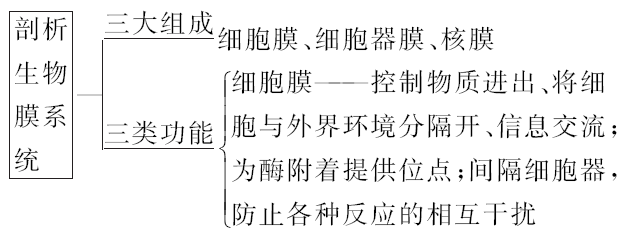 剖析
生物
膜系
统
三大组成
细胞膜、细胞器膜、核膜
三类功能
细胞膜——控制物质进出、将细
胞与外界环境分隔开、信息交流；
为酶附着提供位点；间隔细胞器，
防止各种反应的相互干扰